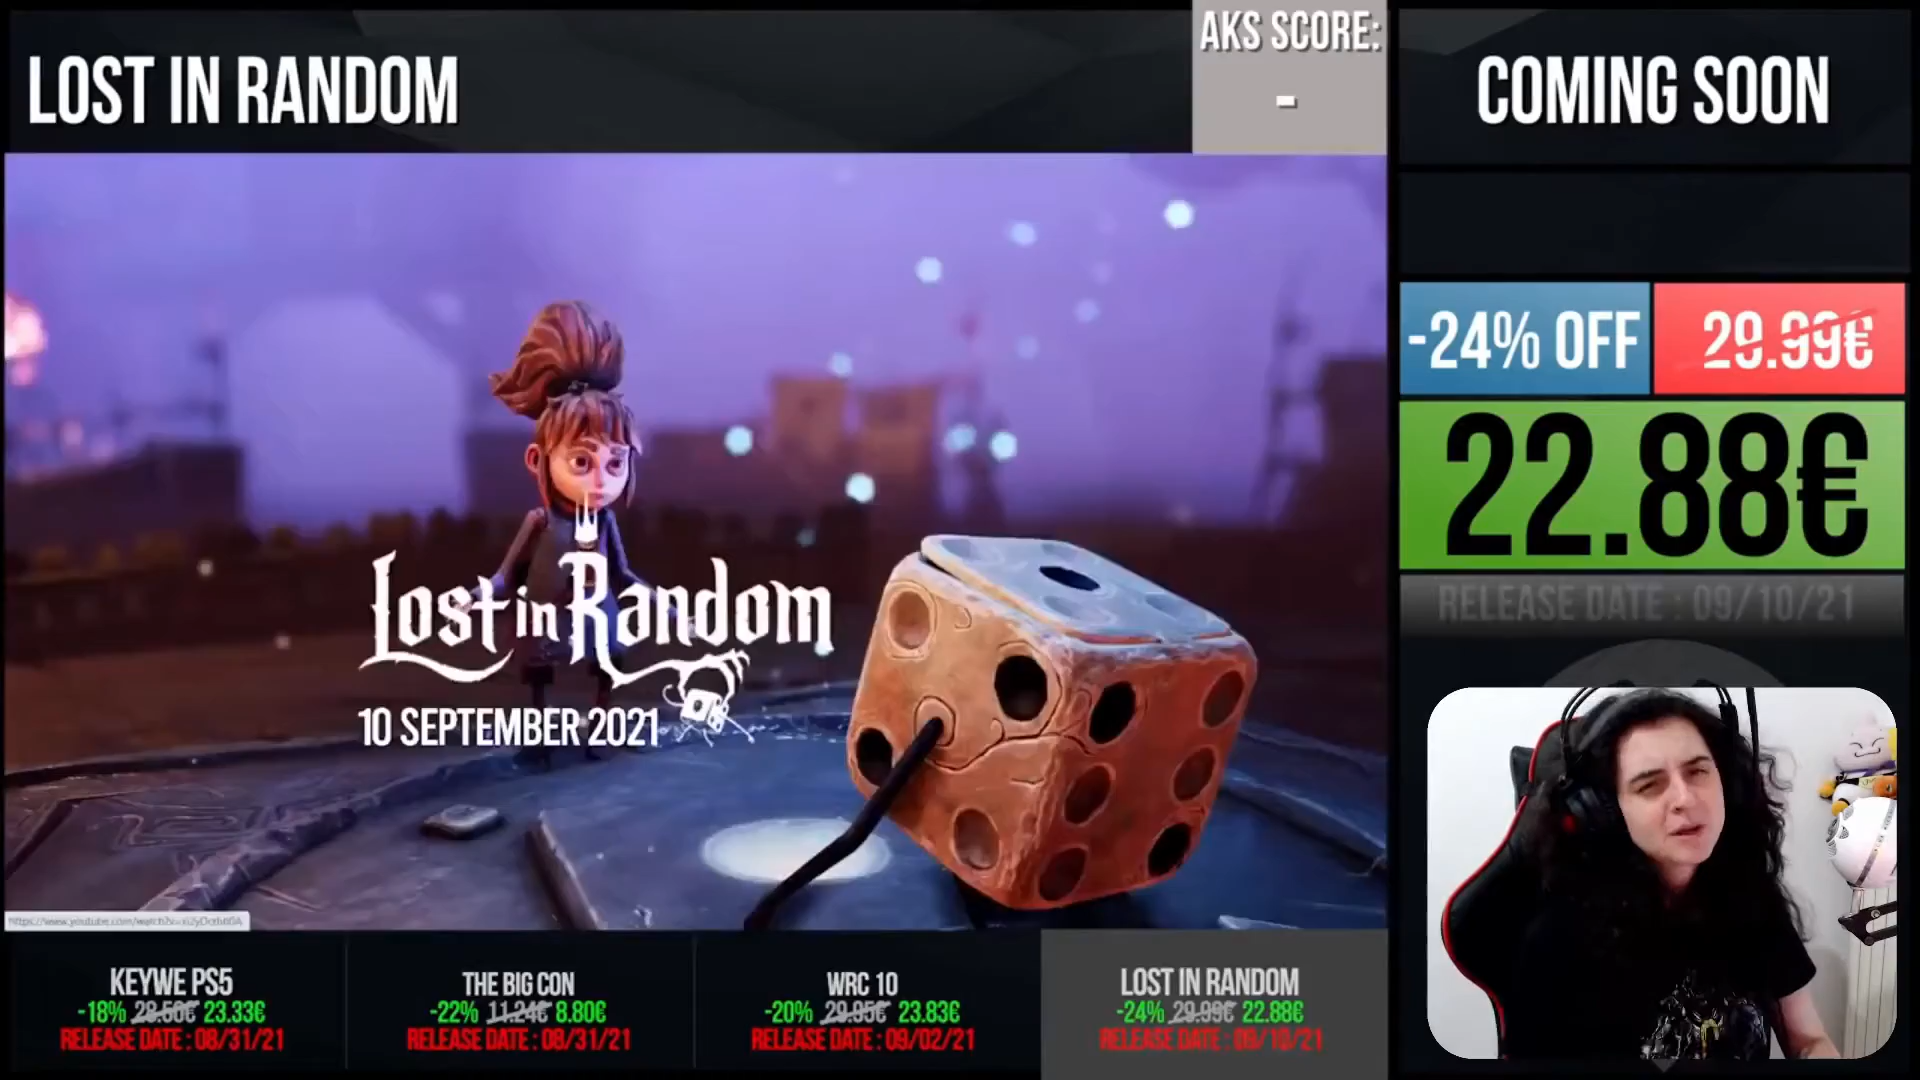 LOST IN RANDOM
AKS SCORE:
-
COMING SOON
-24% OFF
29.99€
22.88€
RELEASE DATE : 09/10/21
Lost in Random
10 SEPTEMBER 2021
KEYWE PS5
-18% 28.50€ 23.33€
RELEASE DATE : 08/31/21
THE BIG CON
-22% 11.24€ 8.80€
RELEASE DATE : 08/31/21
WRC 10
-20% 29.95€ 23.83€
RELEASE DATE : 09/02/21
LOST IN RANDOM
-24% 29.99€ 22.88€
RELEASE DATE : 09/10/21